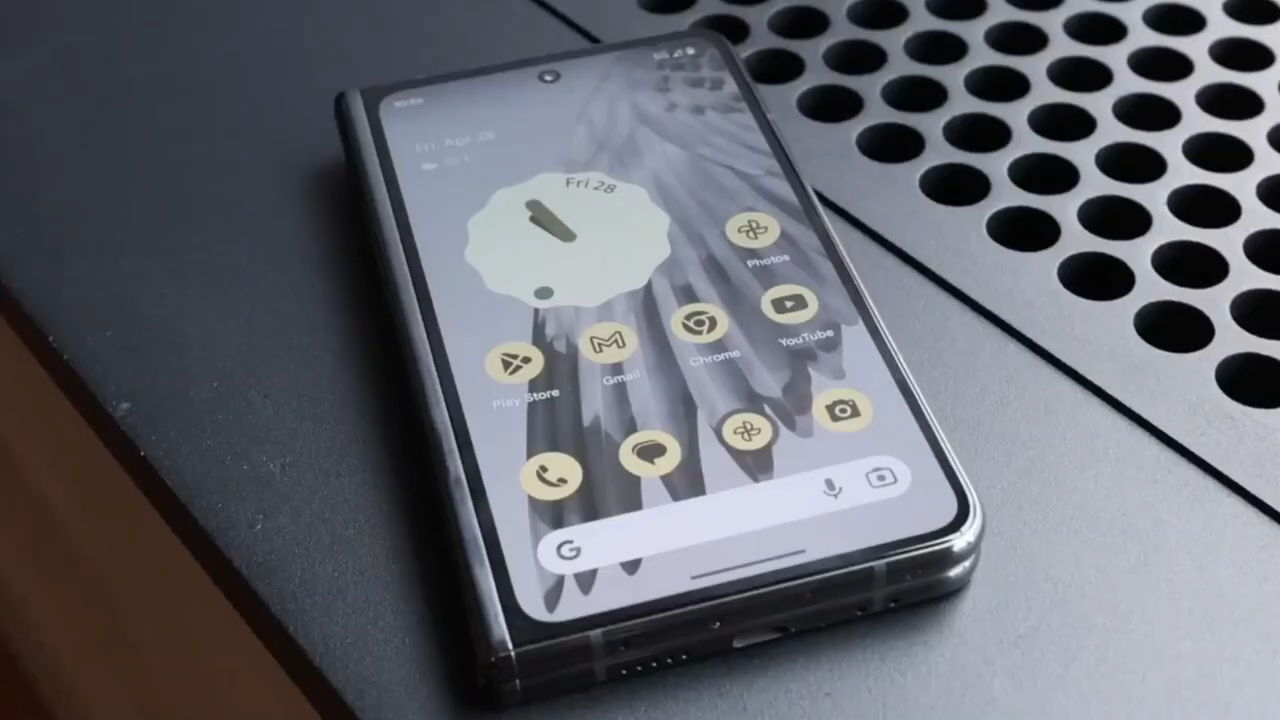 Fri, Apr 28
Fri 28
Photos
YouTube
Chrome
Gmail
Play Store
G